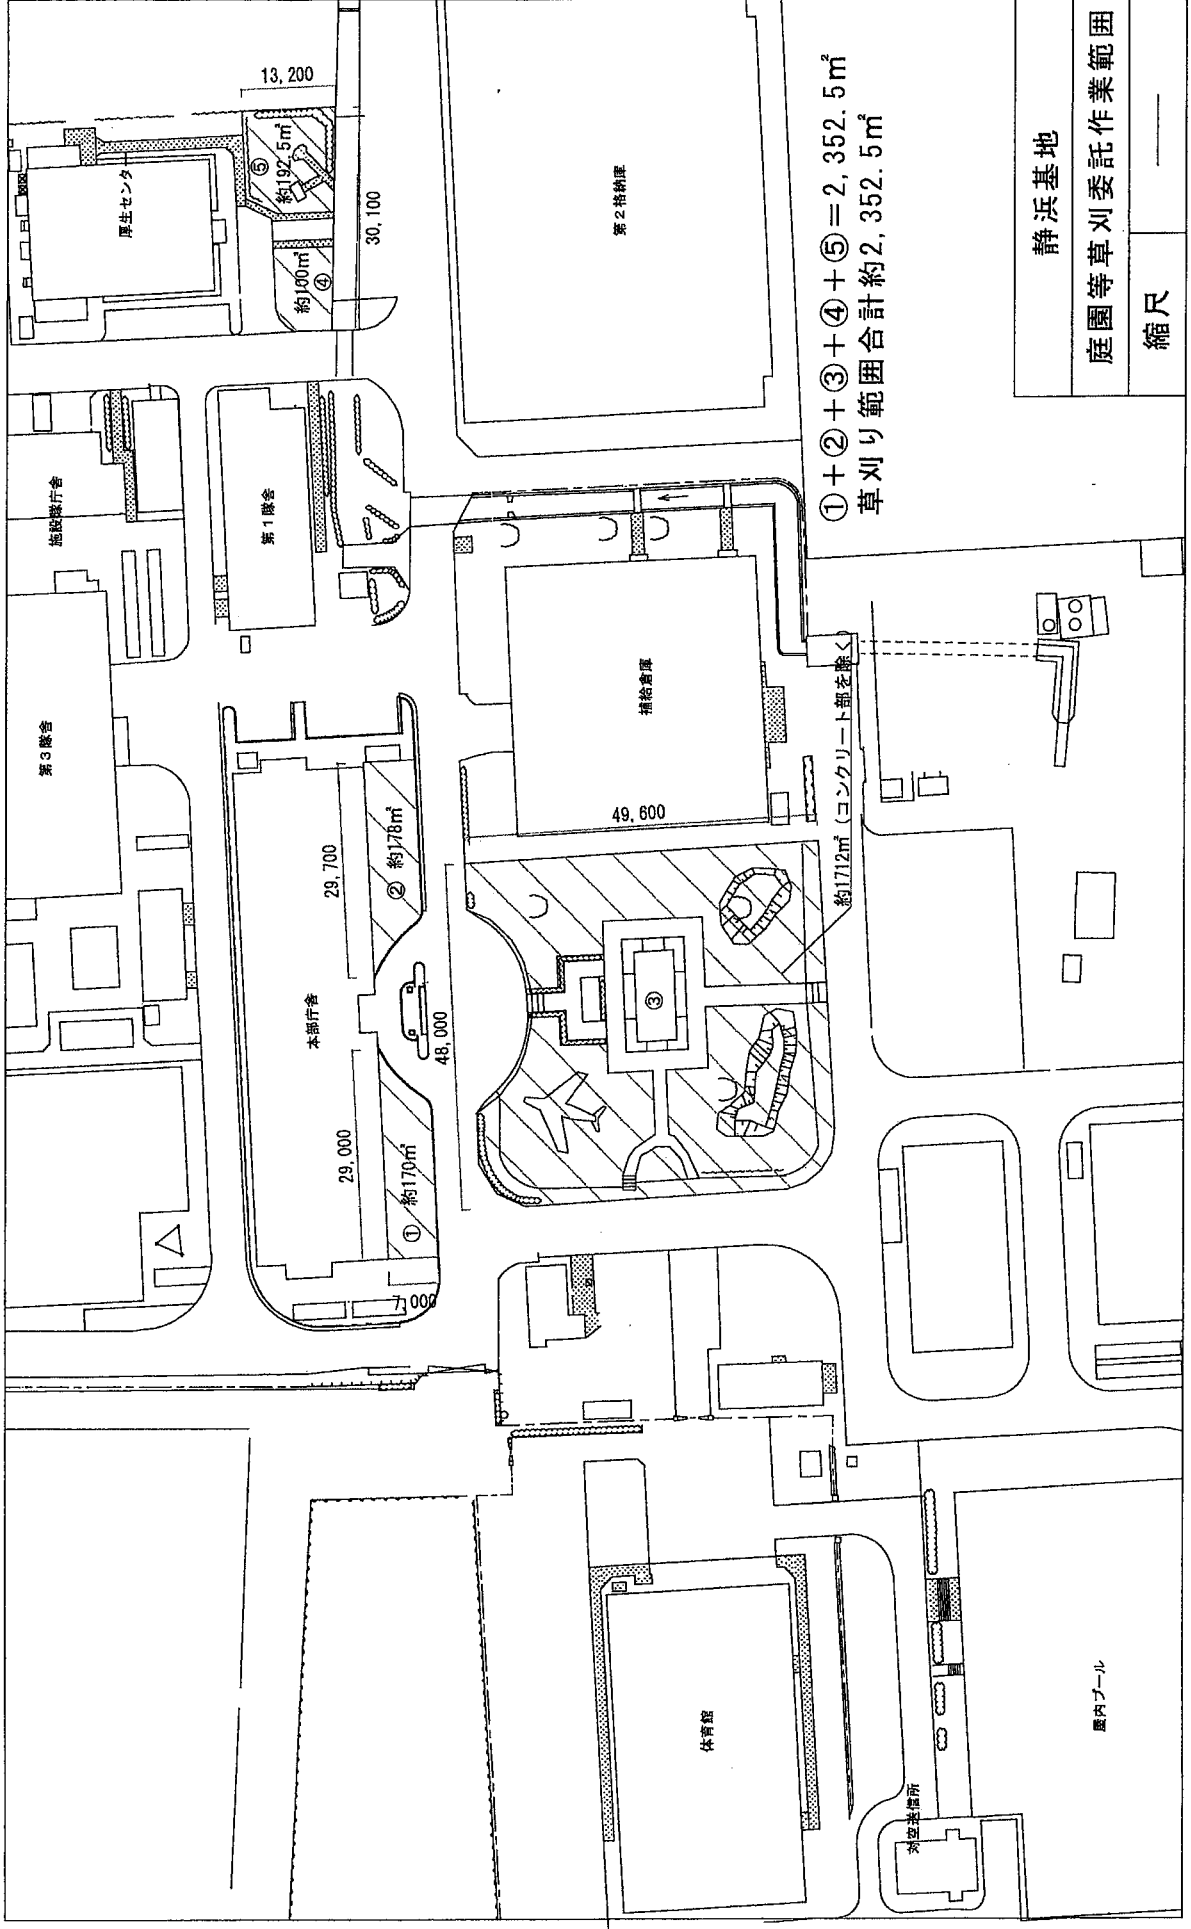 静浜基地
庭園等草刈委託作業範囲
縮尺
①+②+③+④+⑤=2,352.5㎡
草刈り範囲合計約2,352.5㎡
厚生センタ
13,200
⑤
約192.5㎡
30,100
約100㎡
④
第2格納庫
施設隊庁舎
第1隊舎
第3隊舎
補給倉庫
49,600
約1712㎡(コンクリート部を除く)
29,700
② 約178㎡
本部庁舎
48,000
③
29,000
① 約170㎡
7,000
体育館
対空送信所
屋内プール